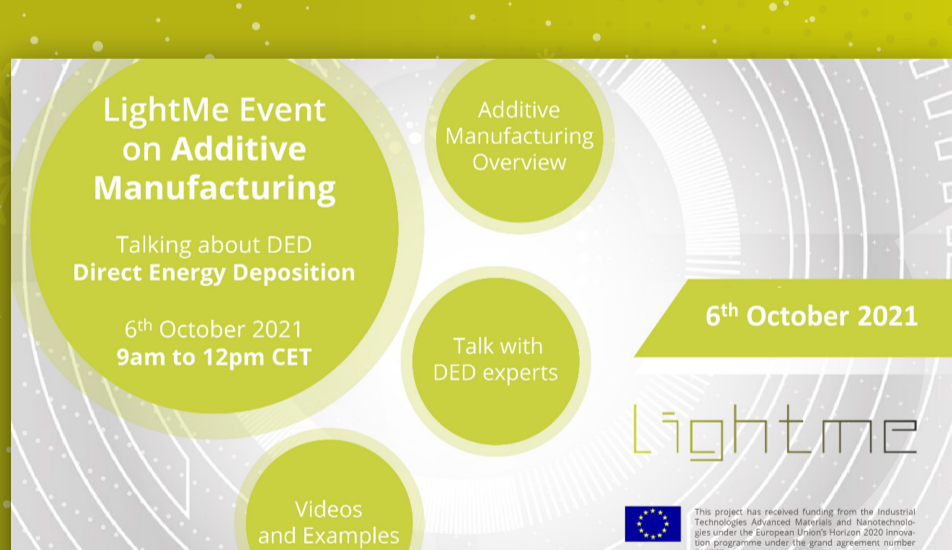 LightMe Event
on Additive
Manufacturing
Talking about DED
Direct Energy Deposition
6th October 2021
9am to 12pm CET
Additive
Manufacturing
Overview
Talk with
DED experts
Videos
and Examples
6th October 2021
lightme
This project has received funding from the Industrial
Technologies Advanced Materials and Nanotechnolo-
gies under the European Union's Horizon 2020 innova-
tion programme under the grand agreement number